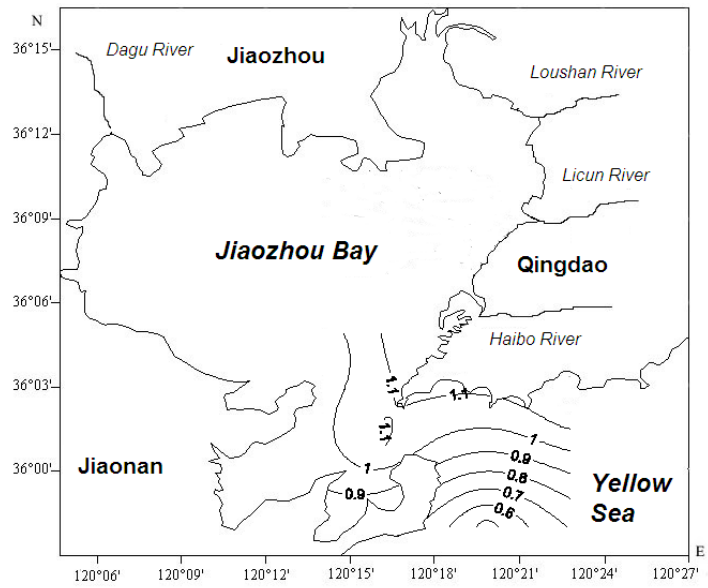 N
36°15'
Dagu River
Jiaozhou
Loushan River
36°12'
Licun River
36°09'
Jiaozhou Bay
Qingdao
36°06'
Haibo River
36°03'
1.1
1.1
1.1
1
0.9
Jiaonan
36°00'
1
0.8
0.9
0.7
0.6
Yellow
Sea
E
120°06'
120°09'
120°12'
120°15'
120°18'
120°21'
120°24'
120°27'